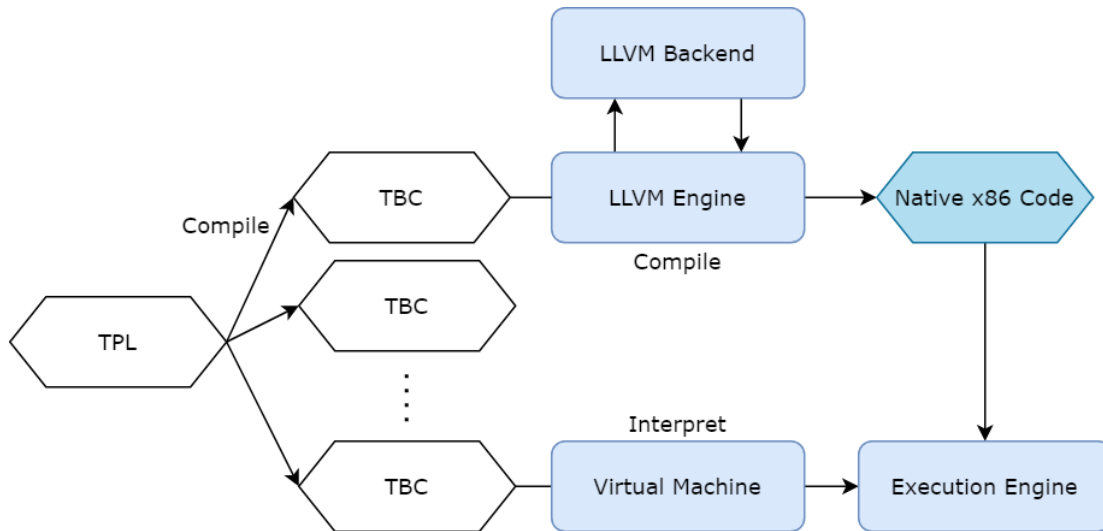 LLVM Backend
TBC
LLVM Engine
Native x86 Code
Compile
Compile
TBC
TPL
Interpret
TBC
Virtual Machine
Execution Engine